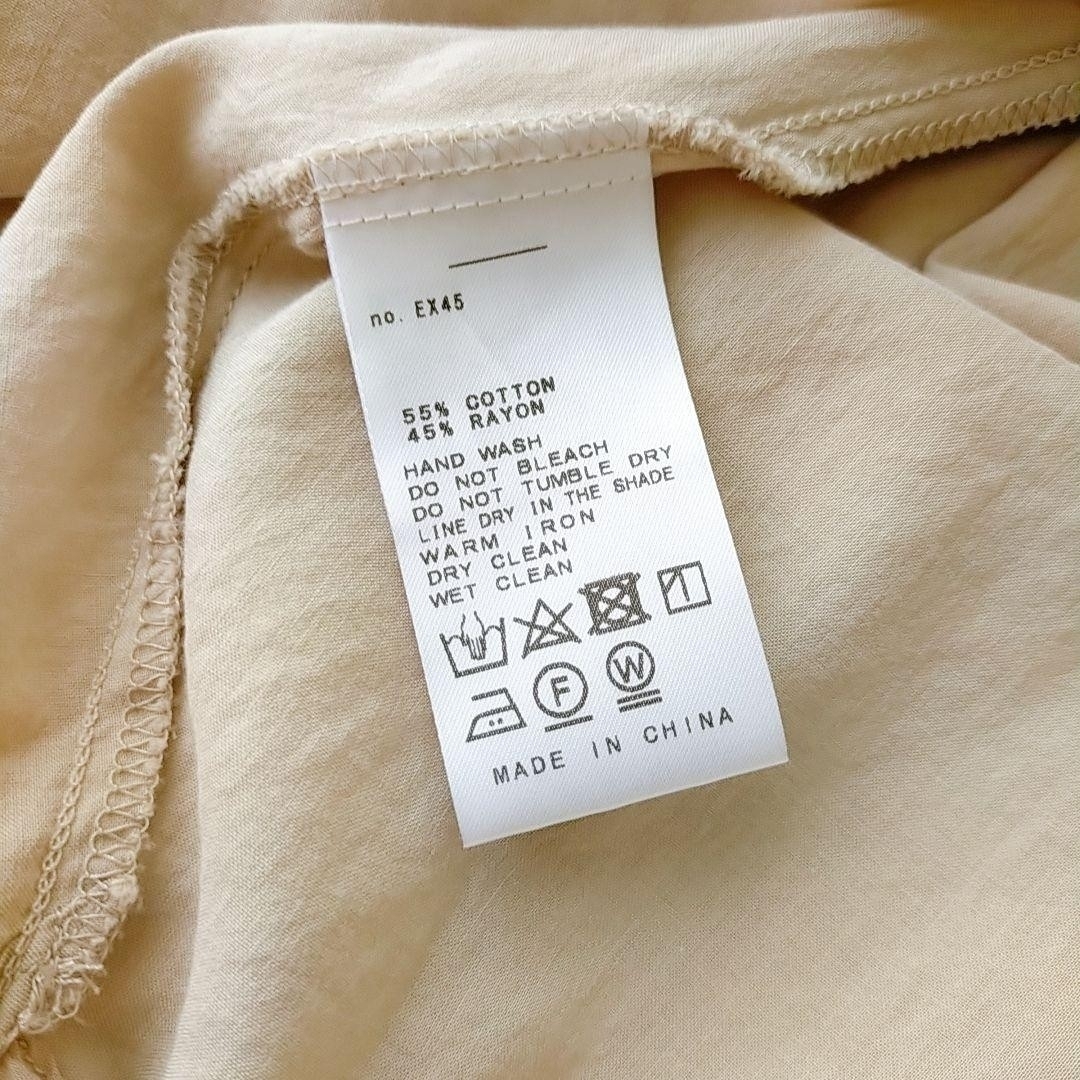 no. EX45
55% COTTON
45% RAYON
HAND WASH
DO NOT BLEACH
DO NOT TUMBLE DRY
LINE DRY IN THE SHADE
WARM IRON
DRY CLEAN
WET CLEAN
F
W
MADE IN CHINA